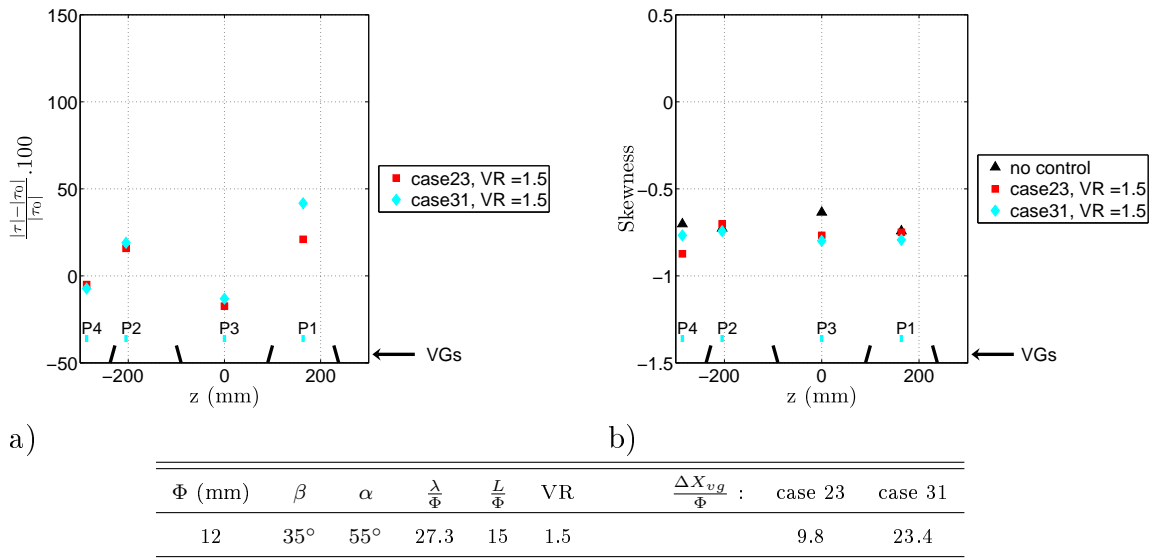 150
100
50
0
−50
|τ|−|τ₀| / |τ₀| .100
P4 P2 P3 P1
−200 0 200
z (mm)
case23, VR =1.5
case31, VR =1.5
VGs
a)
0.5
0
−0.5
−1
−1.5
Skewness
P4 P2 P3 P1
−200 0 200
z (mm)
no control
case23, VR =1.5
case31, VR =1.5
VGs
b)
Φ (mm) β α λ/Φ L/Φ VR ΔX_vg/Φ : case 23 case 31
12 35° 55° 27.3 15 1.5 9.8 23.4